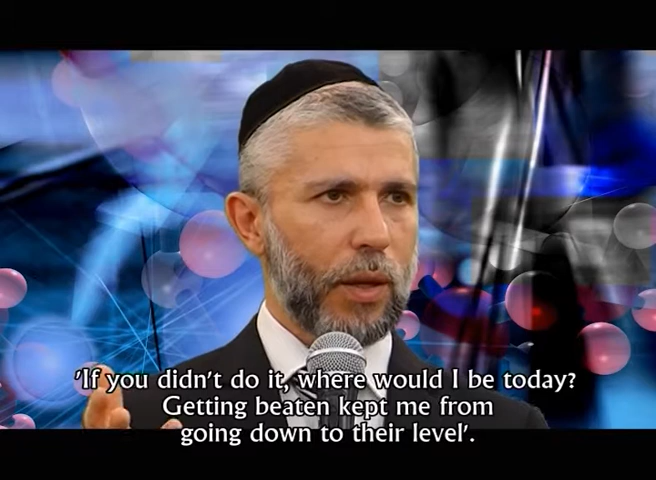 'If you didn't do it, where would I be today?
Getting beaten kept me from
going down to their level'.